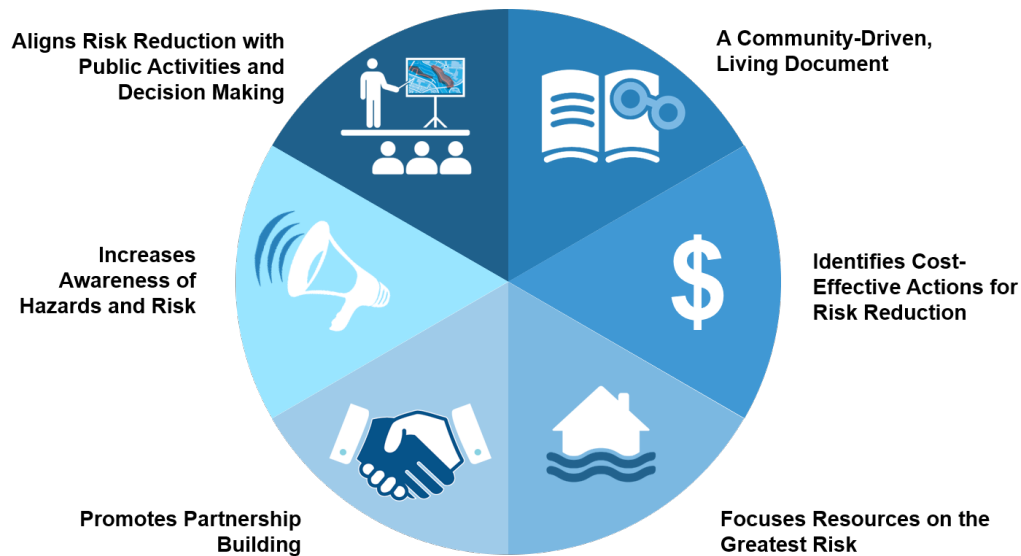 Aligns Risk Reduction with
Public Activities and
Decision Making
A Community-Driven,
Living Document
Increases
Awareness of
Hazards and Risk
$
Identifies Cost-
Effective Actions for
Risk Reduction
Promotes Partnership
Building
Focuses Resources on the
Greatest Risk